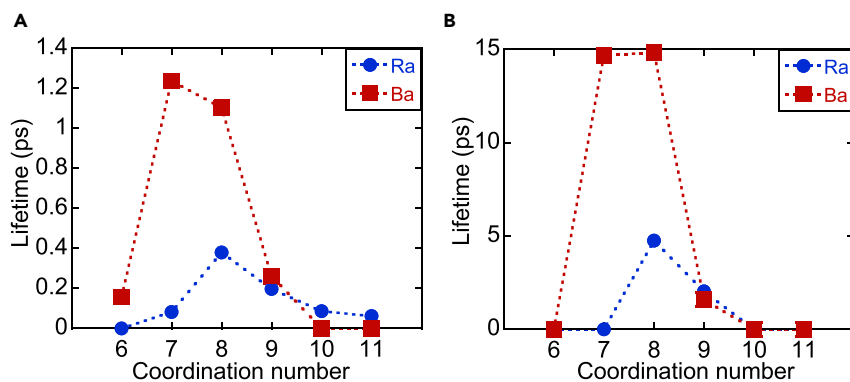 A
1.4
1.2
1
0.8
0.6
0.4
0.2
0
6 7 8 9 10 11
Lifetime (ps)
Coordination number
Ra
Ba
B
15
10
5
0
6 7 8 9 10 11
Lifetime (ps)
Coordination number
Ra
Ba